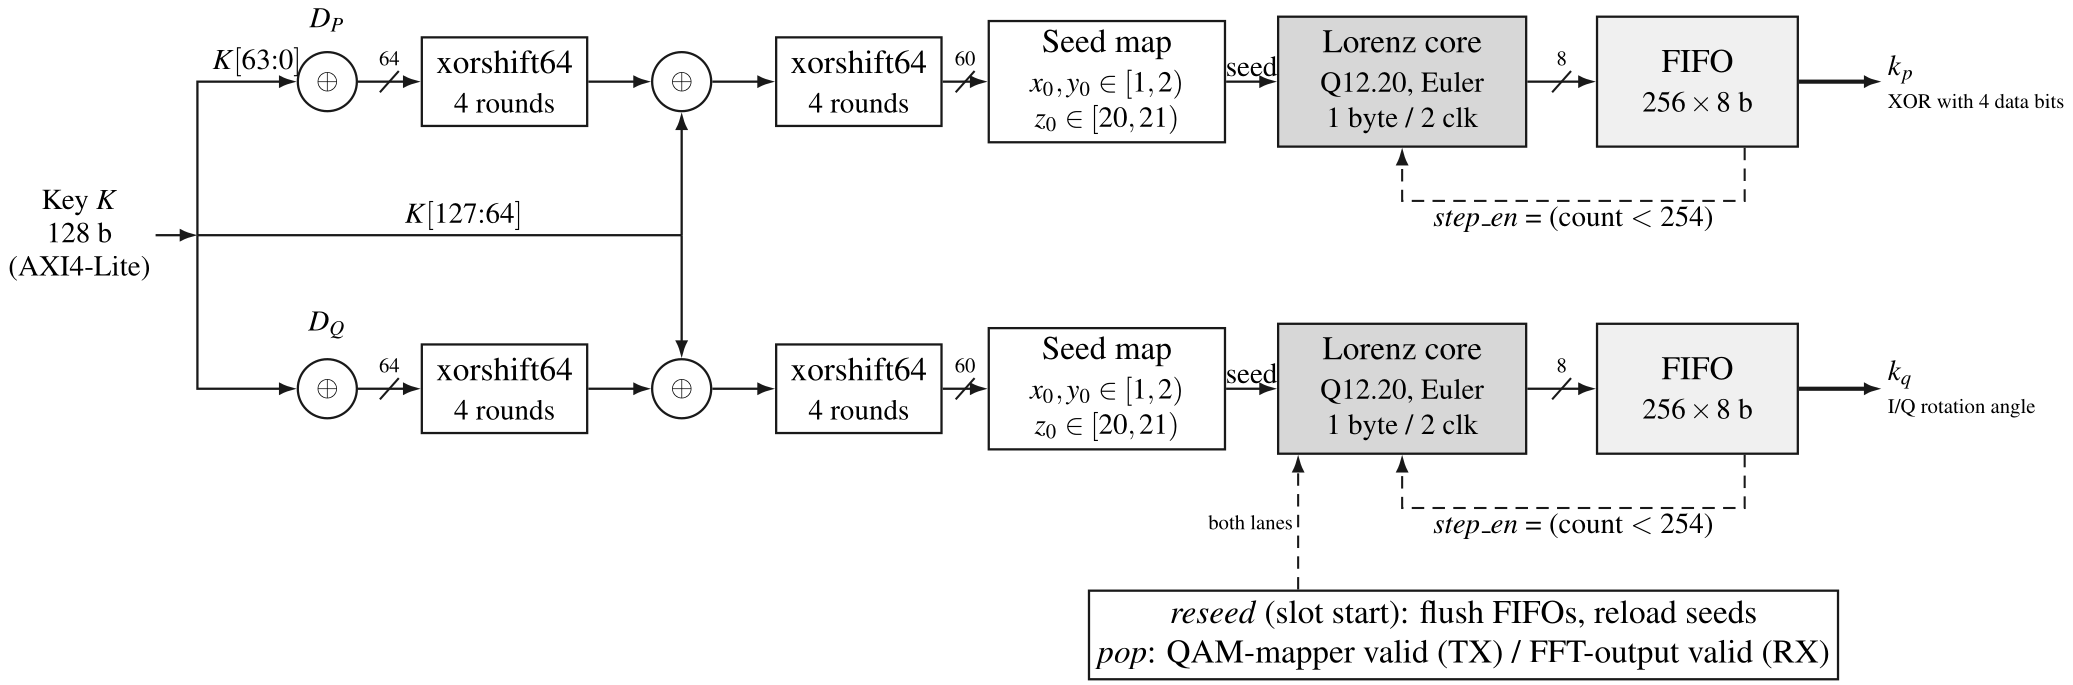 D_P
K[63:0]
⊕
64
xorshift64
4 rounds
⊕
xorshift64
4 rounds
60
Seed map
x_0, y_0 ∈ [1,2)
z_0 ∈ [20,21)
seed
Lorenz core
Q12.20, Euler
1 byte / 2 clk
8
FIFO
256 × 8 b
k_p
XOR with 4 data bits
step_en = (count < 254)
Key K
128 b
(AXI4-Lite)
K[127:64]
D_Q
⊕
64
xorshift64
4 rounds
⊕
xorshift64
4 rounds
60
Seed map
x_0, y_0 ∈ [1,2)
z_0 ∈ [20,21)
seed
Lorenz core
Q12.20, Euler
1 byte / 2 clk
8
FIFO
256 × 8 b
k_q
I/Q rotation angle
step_en = (count < 254)
both lanes
reseed (slot start): flush FIFOs, reload seeds
pop: QAM-mapper valid (TX) / FFT-output valid (RX)